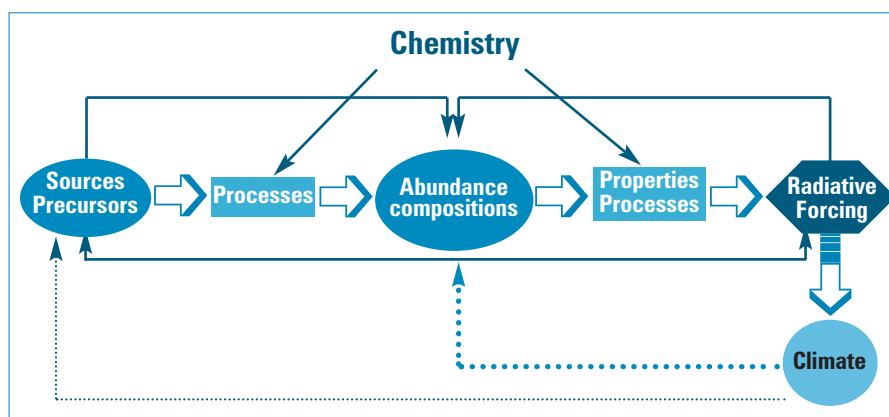 Chemistry
Sources
Precursors
Processes
Abundance
compositions
Properties
Processes
Radiative
Forcing
Climate